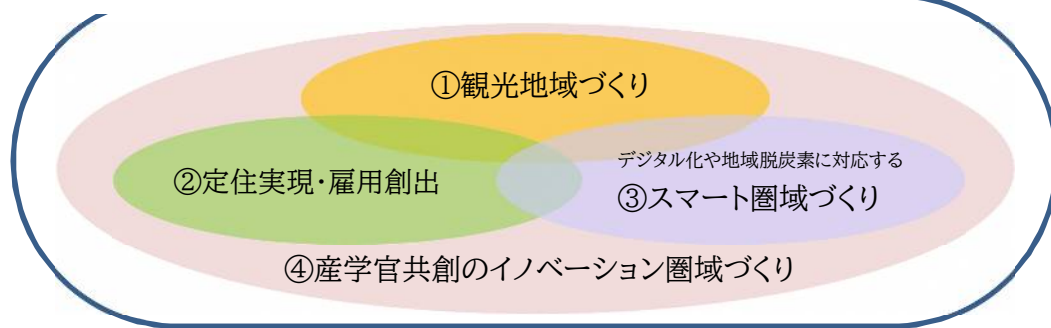 ①観光地域づくり
②定住実現・雇用創出
デジタル化や地域脱炭素に対応する
③スマート圏域づくり
④産学官共創のイノベーション圏域づくり